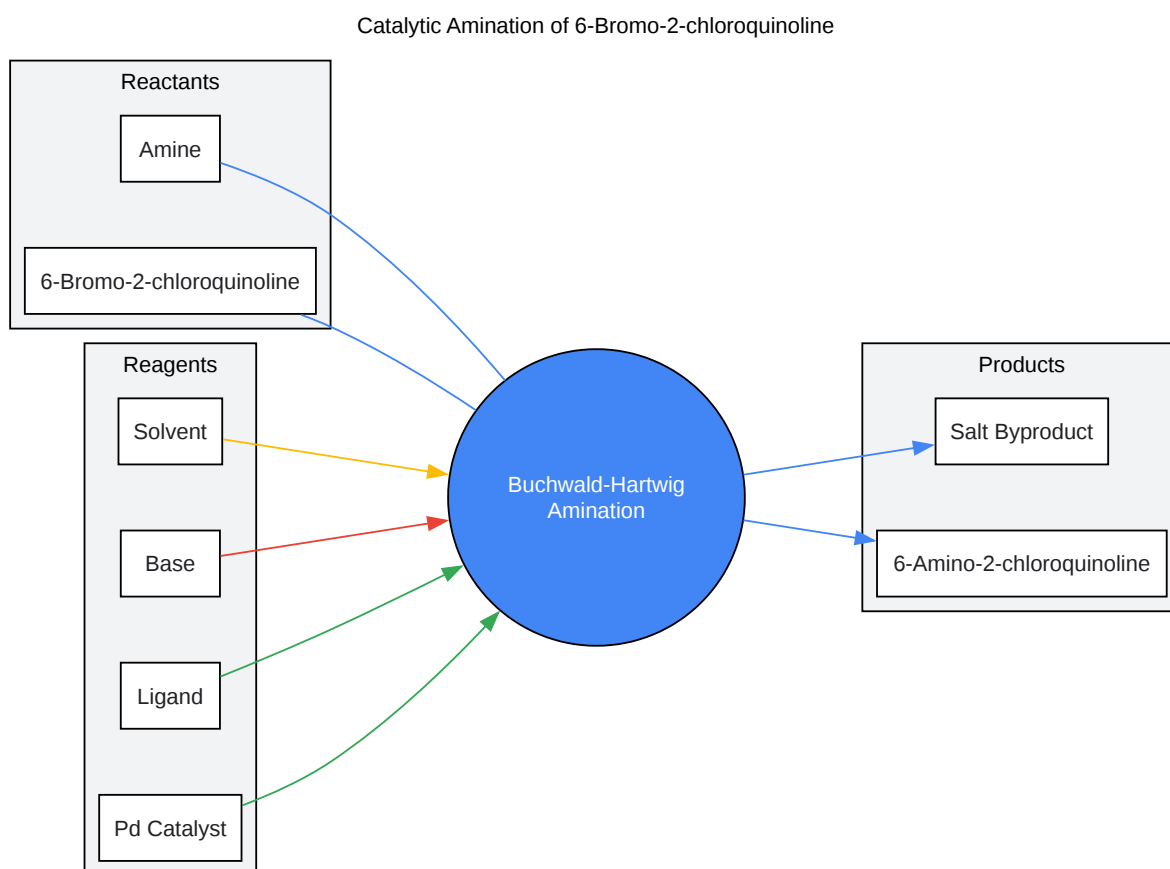 Catalytic Amination of 6-Bromo-2-chloroquinoline
Reactants
Amine
6-Bromo-2-chloroquinoline
Reagents
Solvent
Base
Ligand
Pd Catalyst
Buchwald-Hartwig
Amination
Products
Salt Byproduct
6-Amino-2-chloroquinoline